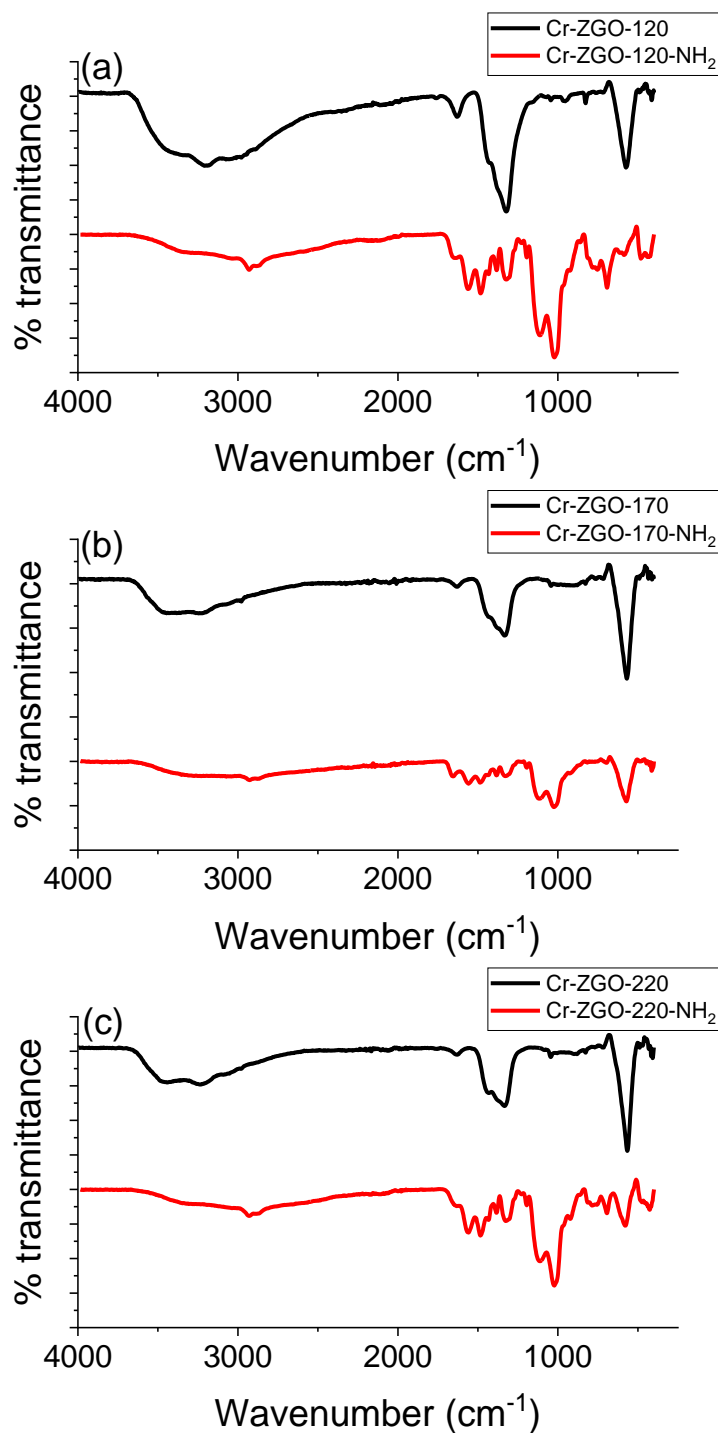 Cr-ZGO-120
Cr-ZGO-120-NH₂
(a)
% transmittance
4000 3000 2000 1000
Wavenumber (cm⁻¹)
Cr-ZGO-170
Cr-ZGO-170-NH₂
(b)
% transmittance
4000 3000 2000 1000
Wavenumber (cm⁻¹)
Cr-ZGO-220
Cr-ZGO-220-NH₂
(c)
% transmittance
4000 3000 2000 1000
Wavenumber (cm⁻¹)